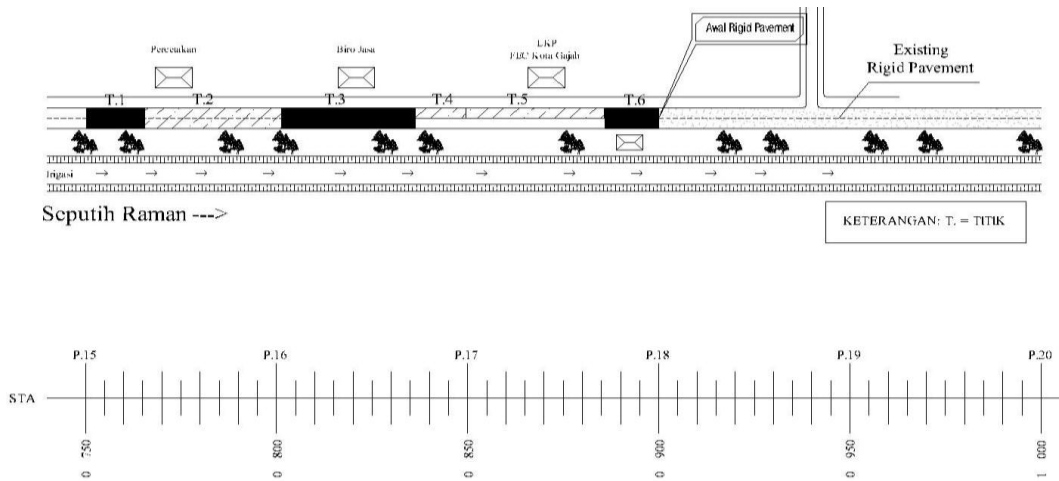 Awal Rigid Pavement
Percetakan
Biro Jasa
LKP
FEC Kota Gajah
Existing
Rigid Pavement
T.1
T.2
T.3
T.4
T.5
T.6
Irigasi
Seputih Raman --->
KETERANGAN: T. = TITIK
P.15
P.16
P.17
P.18
P.19
P.20
STA
0 750
0 800
0 850
0 900
0 950
1 000